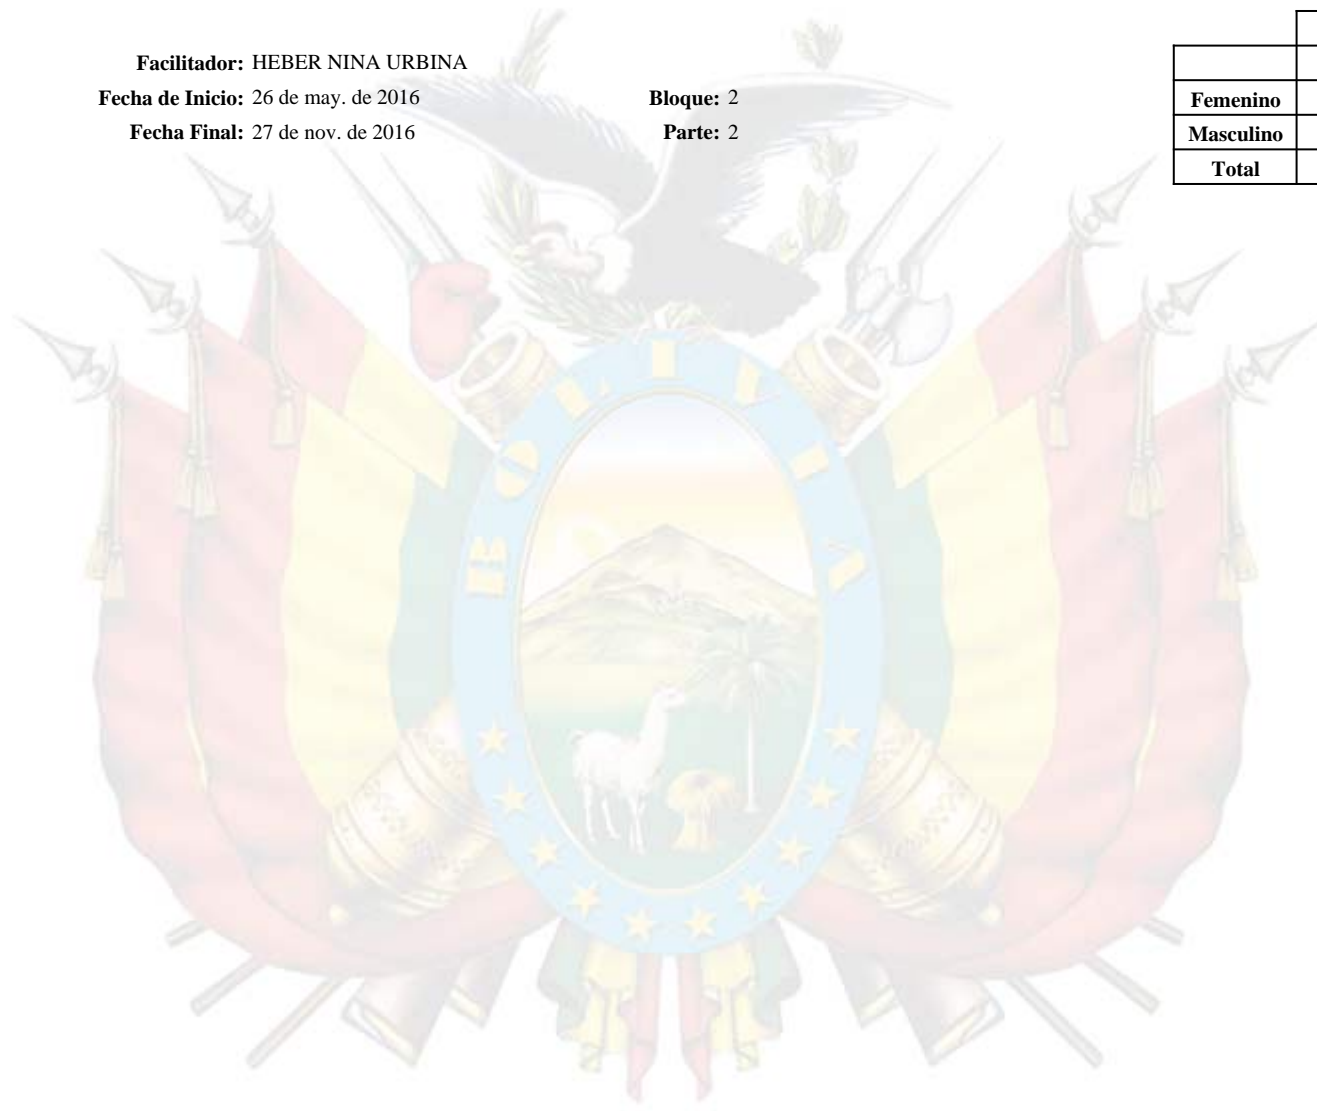 Facilitador: HEBER NINA URBINA
Fecha de Inicio: 26 de may. de 2016 Bloque: 2
Fecha Final: 27 de nov. de 2016 Parte: 2
Femenino
Masculino
Total
BOLIVIA